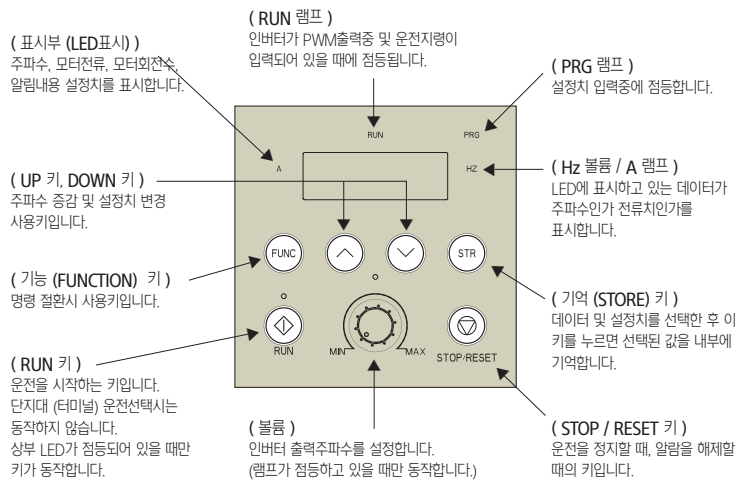 ( RUN 램프 )
인버터가 PWM출력중 및 운전지령이
입력되어 있을 때에 점등됩니다.
( 표시부 (LED표시) )
주파수, 모터전류, 모터회전수,
알림내용 설정치를 표시합니다.
( PRG 램프 )
설정치 입력중에 점등합니다.
RUN
PRG
A
HZ
( UP 키, DOWN 키 )
주파수 증감 및 설정치 변경
사용키입니다.
( Hz 볼륨 / A 램프 )
LED에 표시하고 있는 데이터가
주파수인가 전류치인가를
표시합니다.
FUNC
STR
( 기능 (FUNCTION) 키 )
명령 절환시 사용키입니다.
( 기억 (STORE) 키 )
데이터 및 설정치를 선택한 후 이
키를 누르면 선택된 값을 내부에
기억합니다.
RUN
MIN
MAX
STOP/RESET
( RUN 키 )
운전을 시작하는 키입니다.
단지대 (터미널) 운전선택시는
동작하지 않습니다.
상부 LED가 점등되어 있을 때만
키가 동작합니다.
( 볼륨 )
인버터 출력주파수를 설정합니다.
(램프가 점등하고 있을 때만 동작합니다.)
( STOP / RESET 키 )
운전을 정지할 때, 알람을 해제할
때의 키입니다.